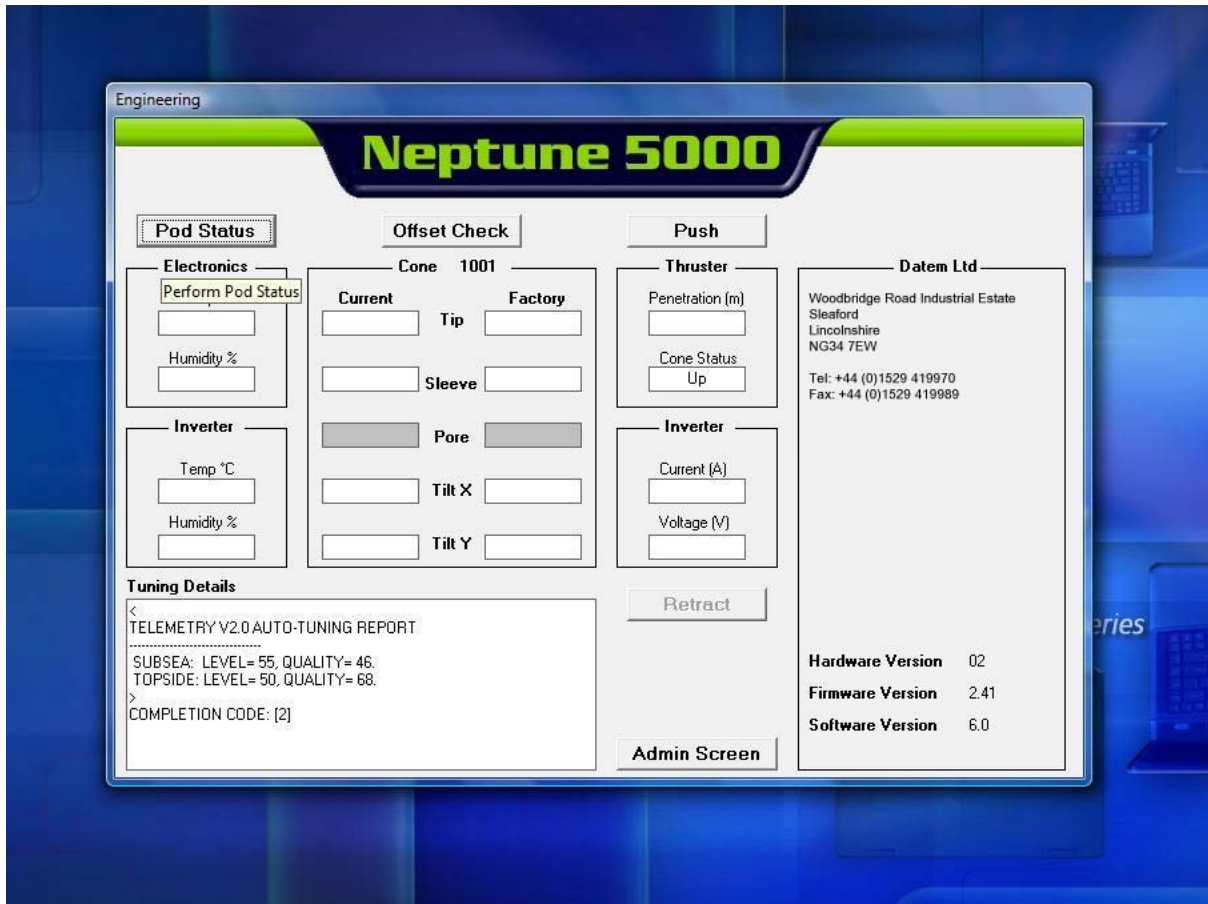 Engineering
Neptune 5000
Pod Status
Offset Check
Push
Electronics
Perform Pod Status
Humidity %
Inverter
Temp °C
Humidity %
Cone 1001
Current Factory
Tip
Sleeve
Pore
Tilt X
Tilt Y
Thruster
Penetration (m)
Cone Status
Up
Inverter
Current (A)
Voltage (V)
Retract
Admin Screen
Datem Ltd
Woodbridge Road Industrial Estate
Sleaford
Lincolnshire
NG34 7EW
Tel: +44 (0)1529 419970
Fax: +44 (0)1529 419989
Hardware Version 02
Firmware Version 2.41
Software Version 6.0
Tuning Details
<
TELEMETRY V2.0 AUTO-TUNING REPORT
-------------------------------
SUBSEA: LEVEL= 55, QUALITY= 46.
TOPSIDE: LEVEL= 50, QUALITY= 68.
>
COMPLETION CODE: [2]
eries